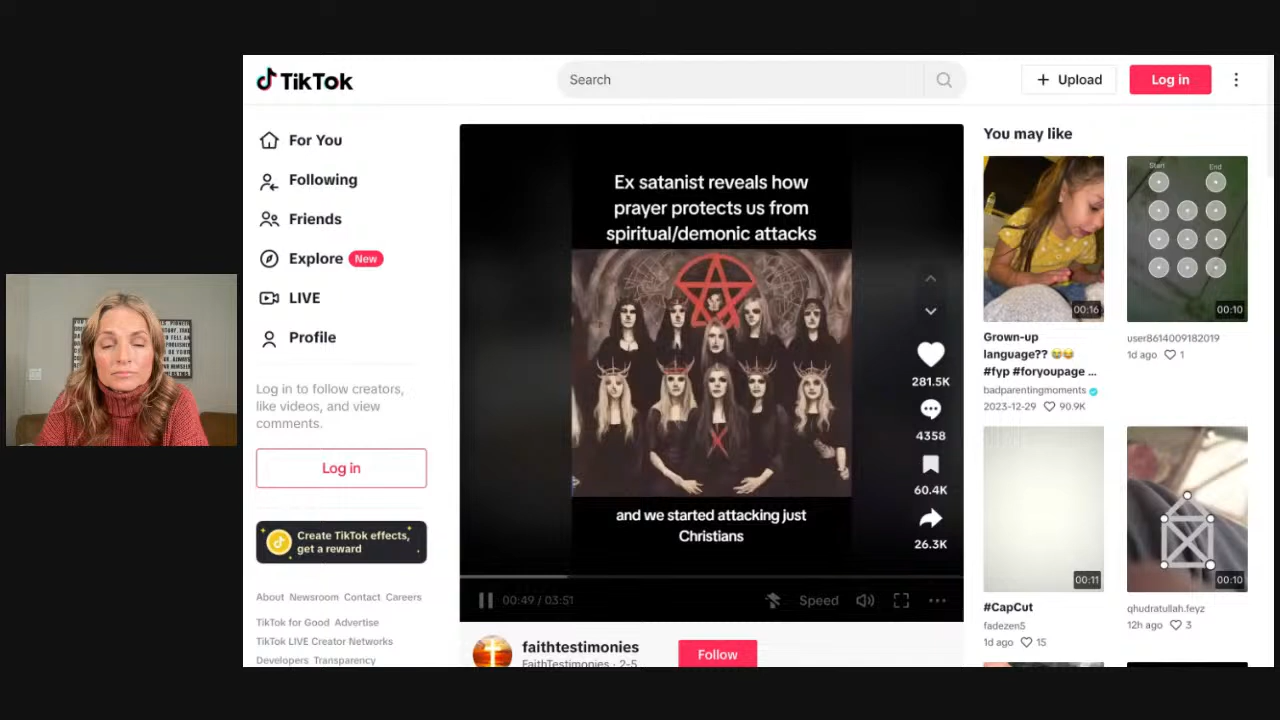 TikTok
Search
Upload
Log in
For You
Following
Friends
Explore New
LIVE
Profile
Log in to follow creators,
like videos, and view
comments.
Log in
Create TikTok effects,
get a reward
About Newsroom Contact Careers
TikTok for Good Advertise
TikTok LIVE Creator Networks
Developers Transparency
Ex satanist reveals how
prayer protects us from
spiritual/demonic attacks
and we started attacking just
Christians
281.5K
4358
60.4K
26.3K
00:49 / 03:51
Speed
faithtestimonies
FaithTestimonies · 2-5
Follow
You may like
00:16
Grown-up
language?? 😭😂
#fyp #foryoupage ...
badparentingmoments
2023-12-29 90.9K
Start End
00:10
user8614009182019
1d ago 1
00:11
#CapCut
fadezen5
1d ago 15
00:10
qhudratullah.feyz
12h ago 3